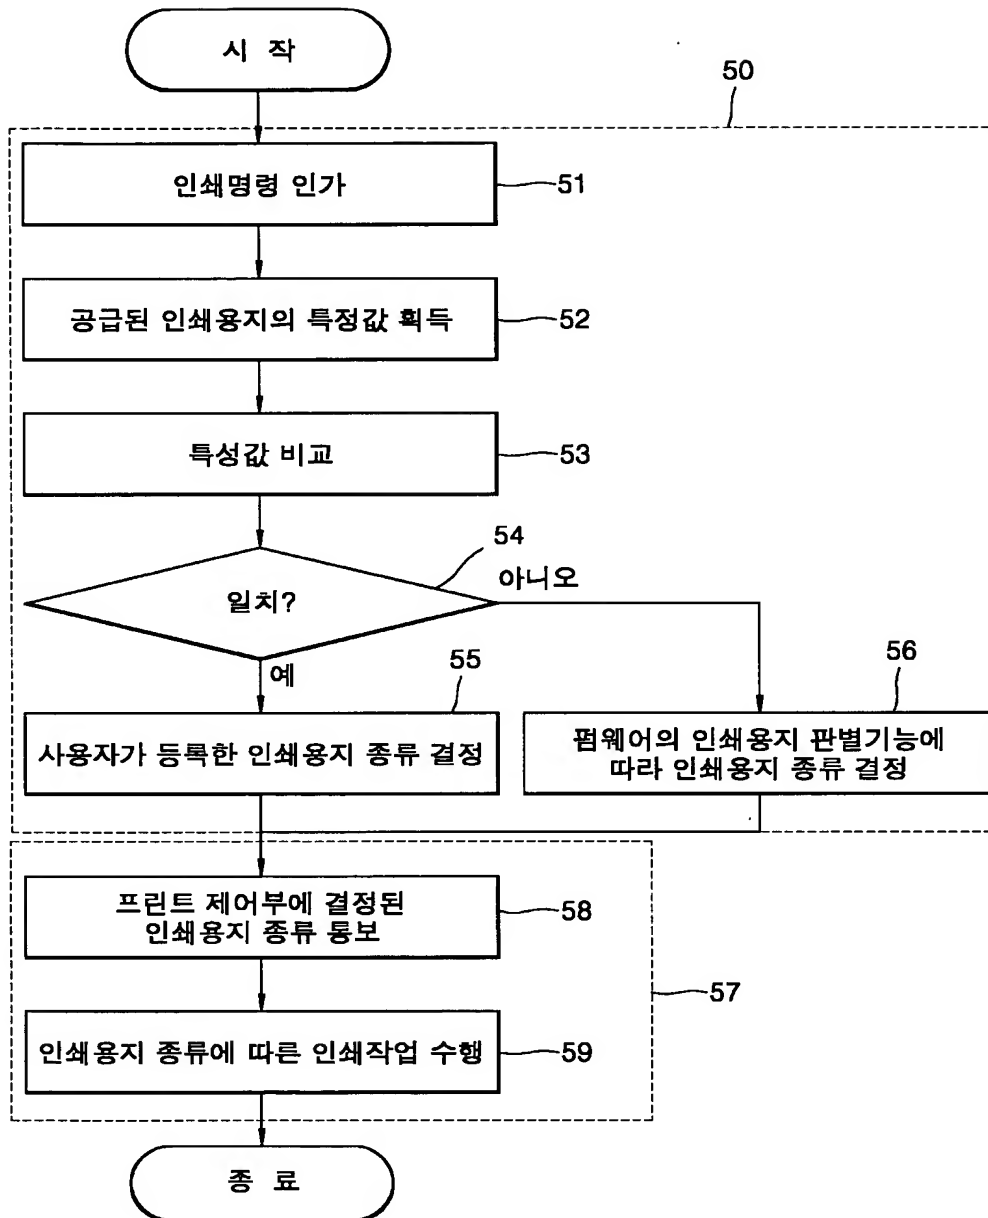 시 작
50
인쇄명령 인가
51
공급된 인쇄용지의 특정값 획득
52
특성값 비교
53
54
일치?
아니오
예
55
56
사용자가 등록한 인쇄용지 종류 결정
펌웨어의 인쇄용지 판별기능에
따라 인쇄용지 종류 결정
프린트 제어부에 결정된
인쇄용지 종류 통보
58
57
인쇄용지 종류에 따른 인쇄작업 수행
59
종 료